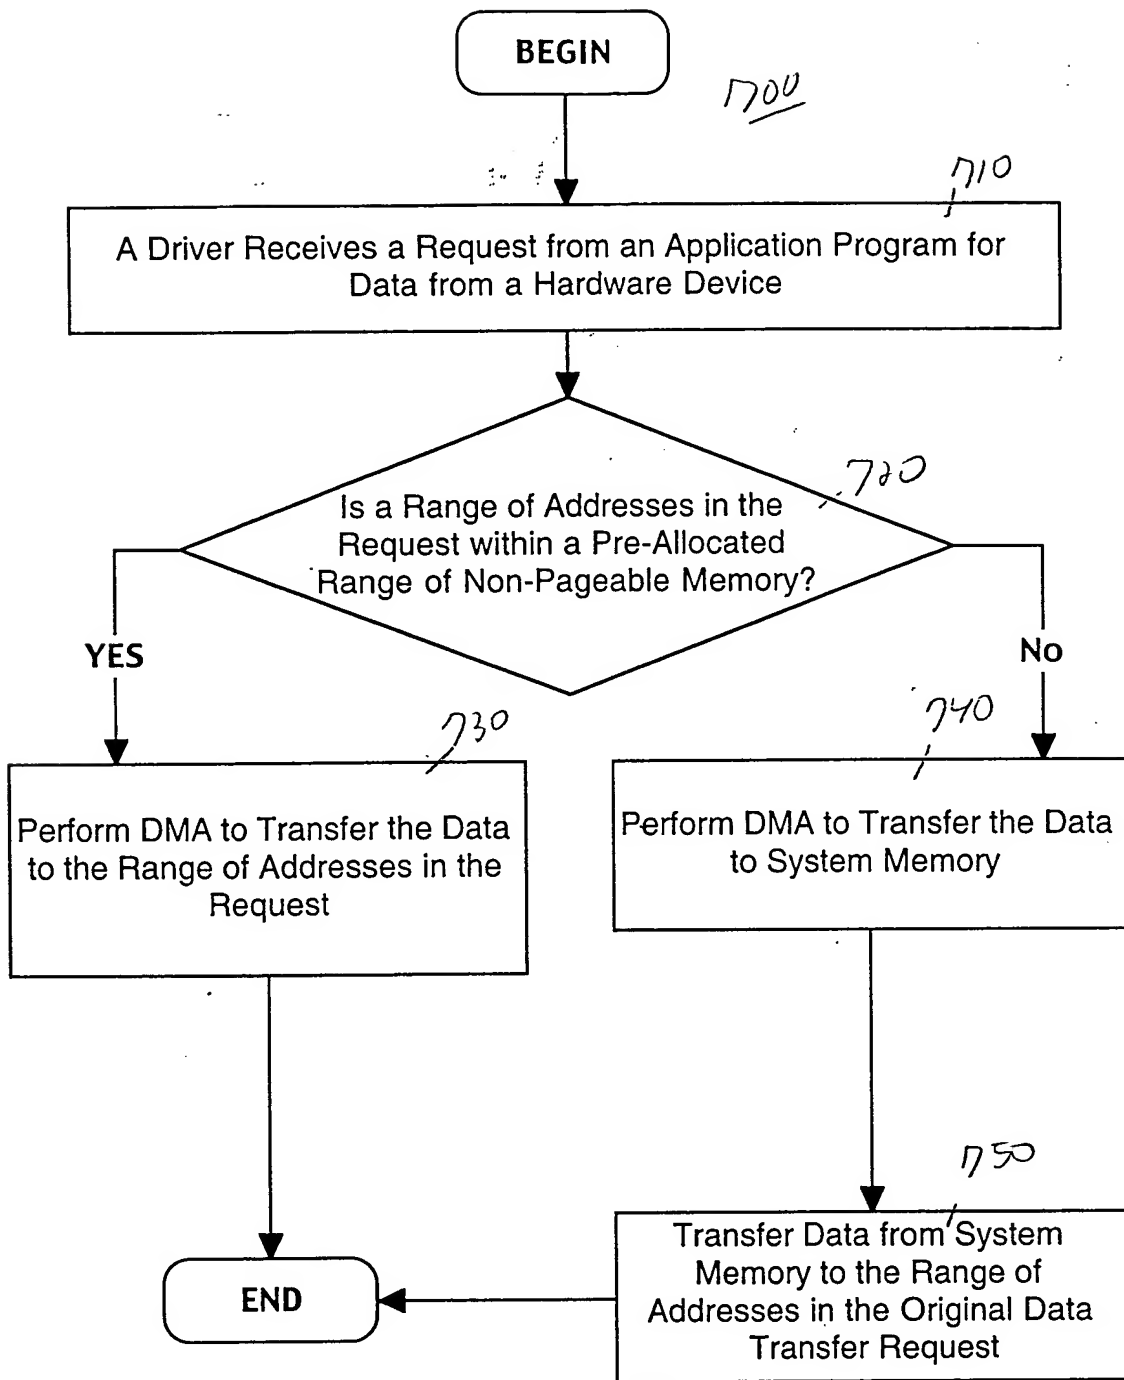 BEGIN
700
710
A Driver Receives a Request from an Application Program for
Data from a Hardware Device
720
Is a Range of Addresses in the
Request within a Pre-Allocated
Range of Non-Pageable Memory?
YES
No
730
740
Perform DMA to Transfer the Data
to the Range of Addresses in the
Request
Perform DMA to Transfer the Data
to System Memory
750
Transfer Data from System
Memory to the Range of
Addresses in the Original Data
Transfer Request
END